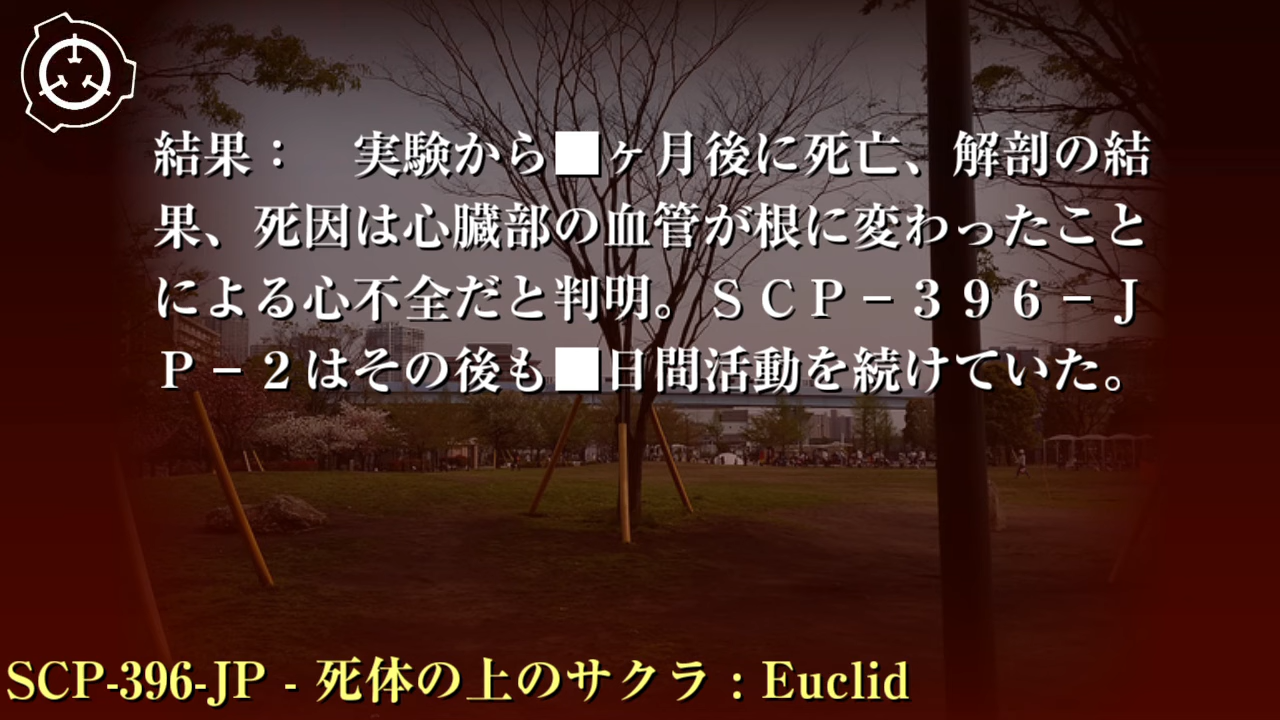 結果：　実験から■ヶ月後に死亡、解剖の結
果、死因は心臓部の血管が根に変わったこと
による心不全だと判明。ＳＣＰ－３９６－Ｊ
Ｐ－２はその後も■日間活動を続けていた。
SCP-396-JP - 死体の上のサクラ : Euclid